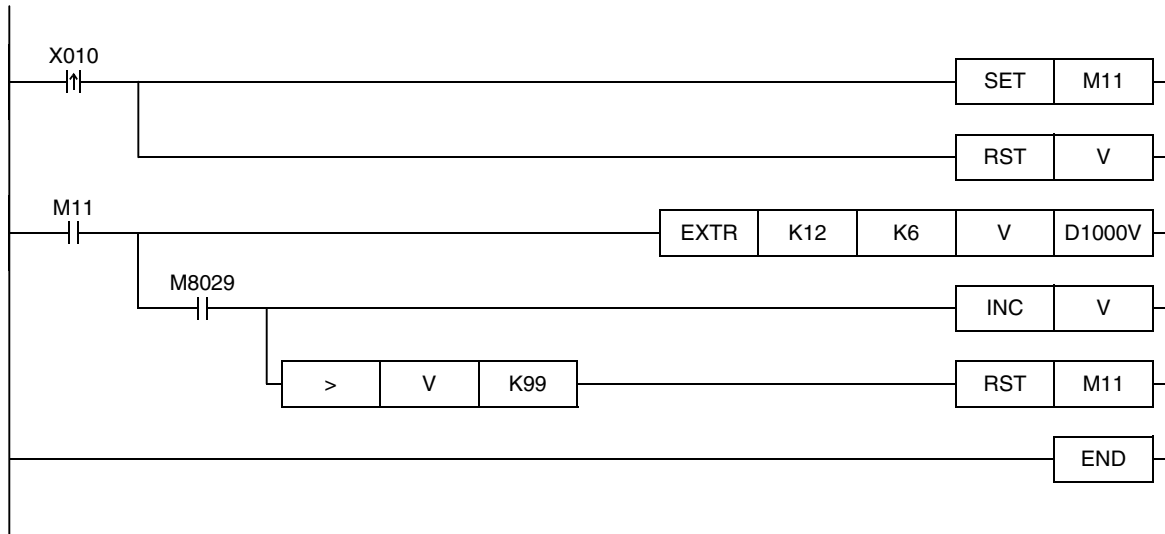 X010
SET M11
RST V
M11
EXTR K12 K6 V D1000V
M8029
INC V
> V K99 RST M11
END